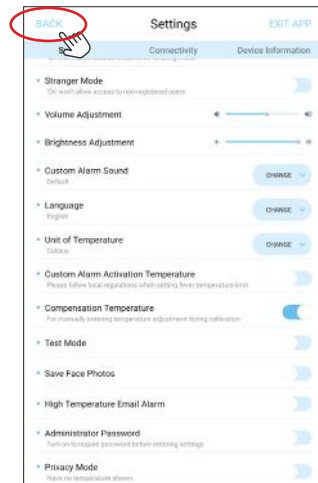 BACK Settings EXIT APP
Connectivity Device Information
Stranger Mode
'On' won't allow access to non-registered users.
Volume Adjustment
Brightness Adjustment
Custom Alarm Sound
Default
CHANGE
Language
English
CHANGE
Unit of Temperature
Celsius
CHANGE
Custom Alarm Activation Temperature
Please follow local regulations when setting fever temperature limit
Compensation Temperature
For manually entering temperature adjustment during calibration
Test Mode
Save Face Photos
High Temperature Email Alarm
Administrator Password
Turn on to require password before entering settings
Privacy Mode
Have no temperature shown